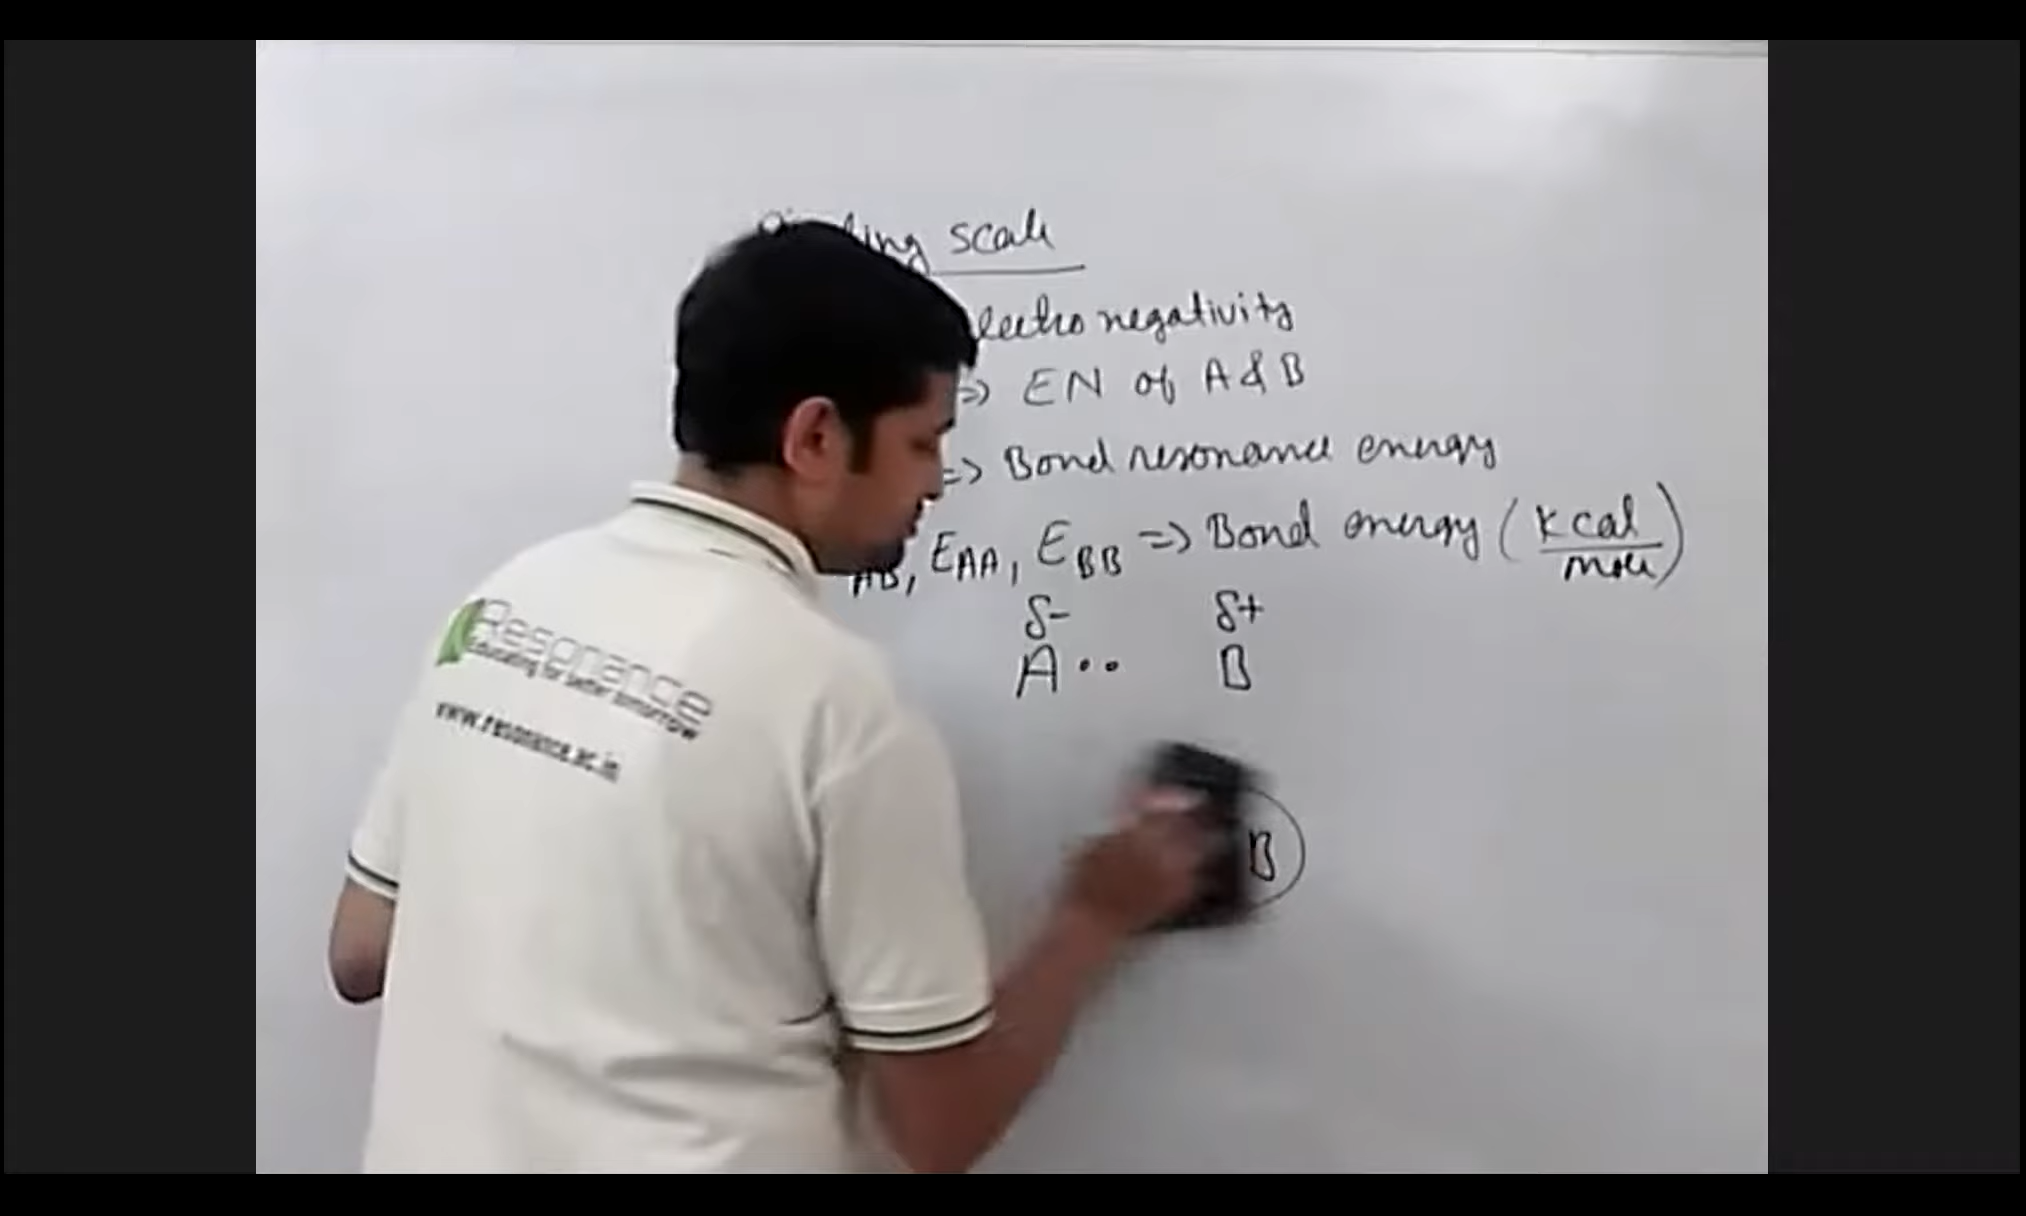 scale
electro negativity
=> EN of A & B
=> Bond resonance energy
AB, EAA, EBB => Bond energy (kcal/mole)
δ- δ+
A •• B
B
Resonance
Educating for better tomorrow
www.resonance.ac.in